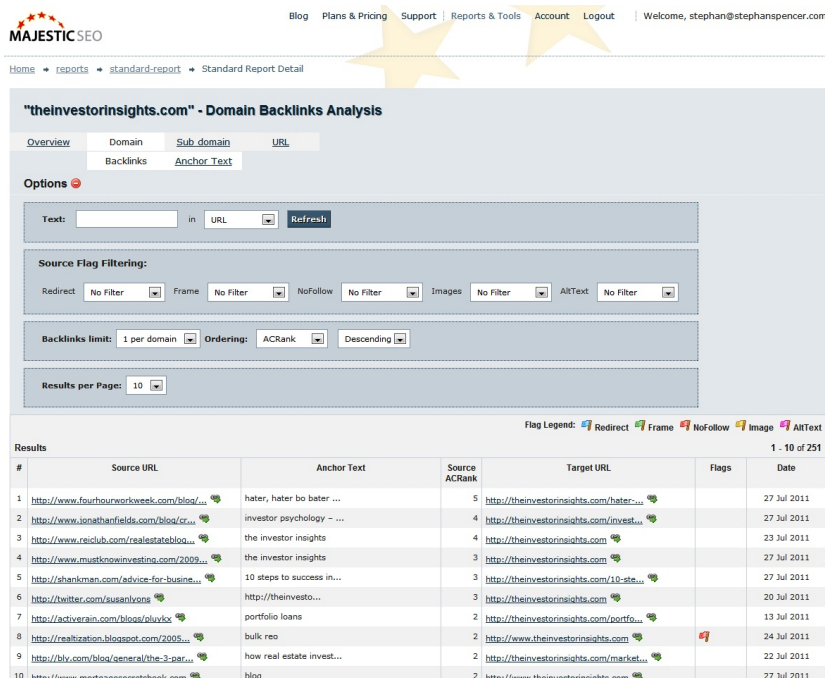 Blog Plans & Pricing Support Reports & Tools Account Logout Welcome, stephan@stephanspencer.com
MAJESTICSEO
Home → reports → standard-report → Standard Report Detail
"theinvestorinsights.com" - Domain Backlinks Analysis
Overview Domain Sub domain URL
Backlinks Anchor Text
Options
Text: in URL Refresh
Source Flag Filtering:
Redirect No Filter Frame No Filter NoFollow No Filter Images No Filter AltText No Filter
Backlinks limit: 1 per domain Ordering: ACRank Descending
Results per Page: 10
Flag Legend: Redirect Frame NoFollow Image AltText
Results 1 - 10 of 251
# Source URL Anchor Text Source ACRank Target URL Flags Date
1 http://www.fourhourworkweek.com/blog/... hater, hater bo bater ... 5 http://theinvestorinsights.com/hater-... 27 Jul 2011
2 http://www.jonathanfields.com/blog/cr... investor psychology – ... 4 http://theinvestorinsights.com/invest... 27 Jul 2011
3 http://www.reiclub.com/realestateblog... the investor insights 4 http://theinvestorinsights.com 23 Jul 2011
4 http://www.mustknowinvesting.com/2009... the investor insights 3 http://theinvestorinsights.com 27 Jul 2011
5 http://shankman.com/advice-for-busine... 10 steps to success in... 3 http://theinvestorinsights.com/10-ste... 27 Jul 2011
6 http://twitter.com/susanlyons http://theinvesto... 3 http://theinvestorinsights.com 20 Jul 2011
7 http://activerain.com/blogs/pluvkx portfolio loans 2 http://theinvestorinsights.com/portfo... 13 Jul 2011
8 http://realtization.blogspot.com/2005... bulk reo 2 http://www.theinvestorinsights.com 24 Jul 2011
9 http://bly.com/blog/general/the-3-par... how real estate invest... 2 http://theinvestorinsights.com/market... 22 Jul 2011
10 http://www.mortgagesecretsbook.com blog 2 http://www.theinvestorinsights.com 27 Jul 2011